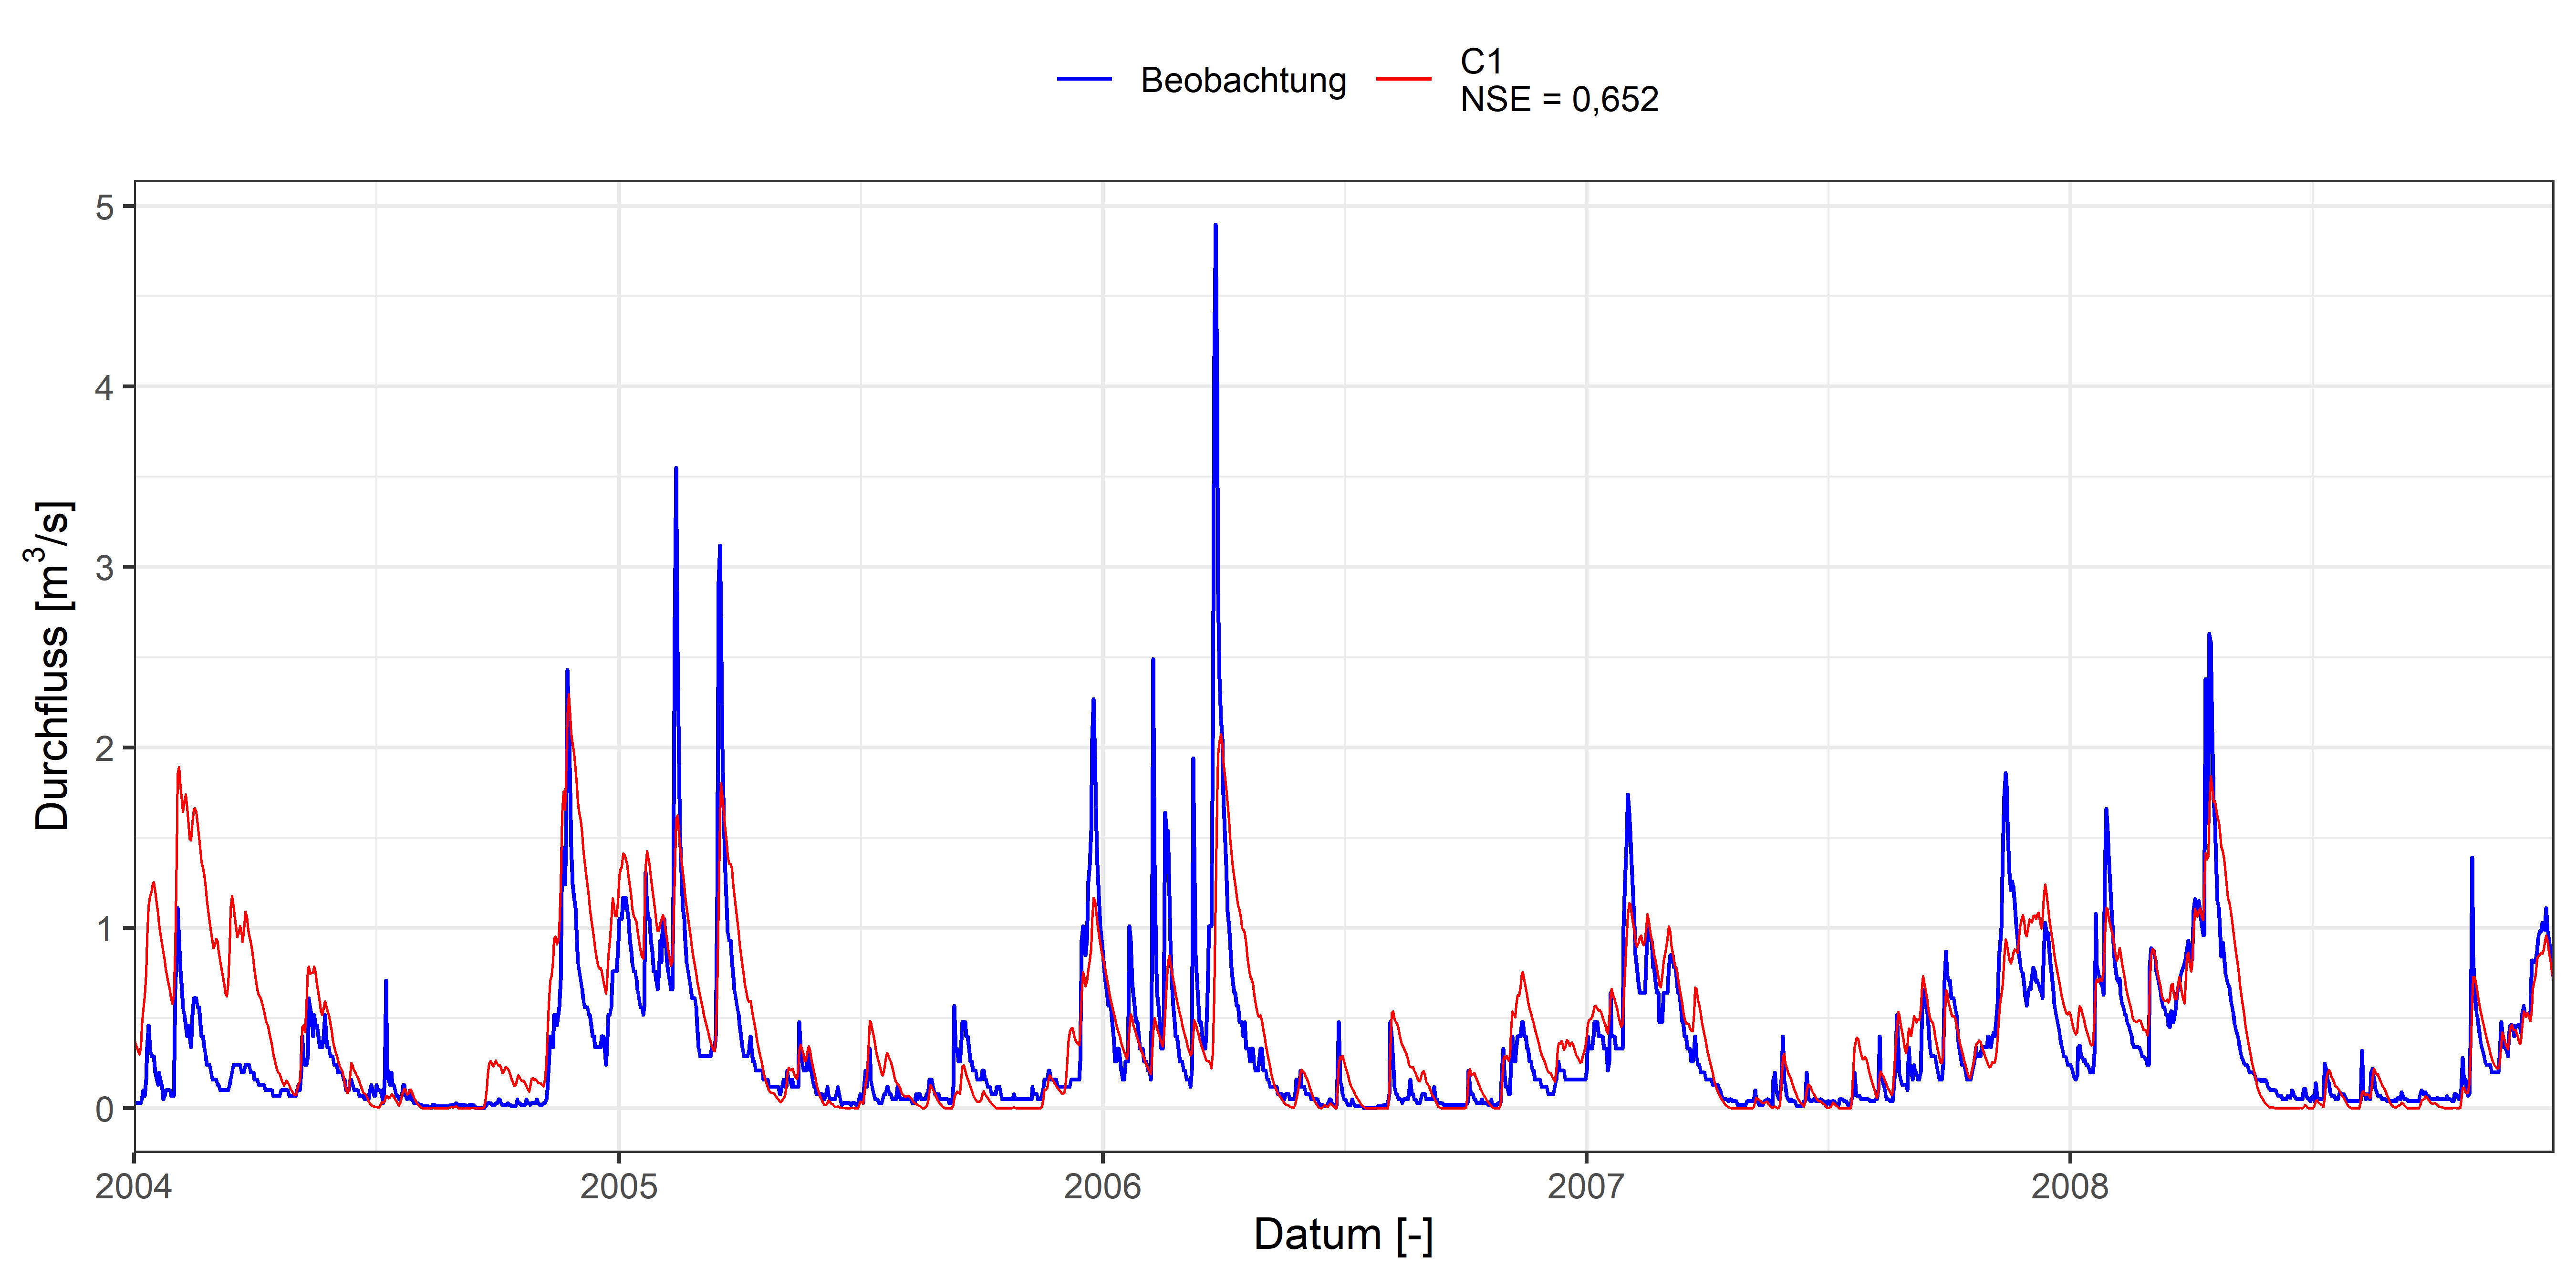 Beobachtung
C1
NSE = 0,652
5
4
3
2
1
0
Durchfluss [m³/s]
2004
2005
2006
2007
2008
Datum [-]